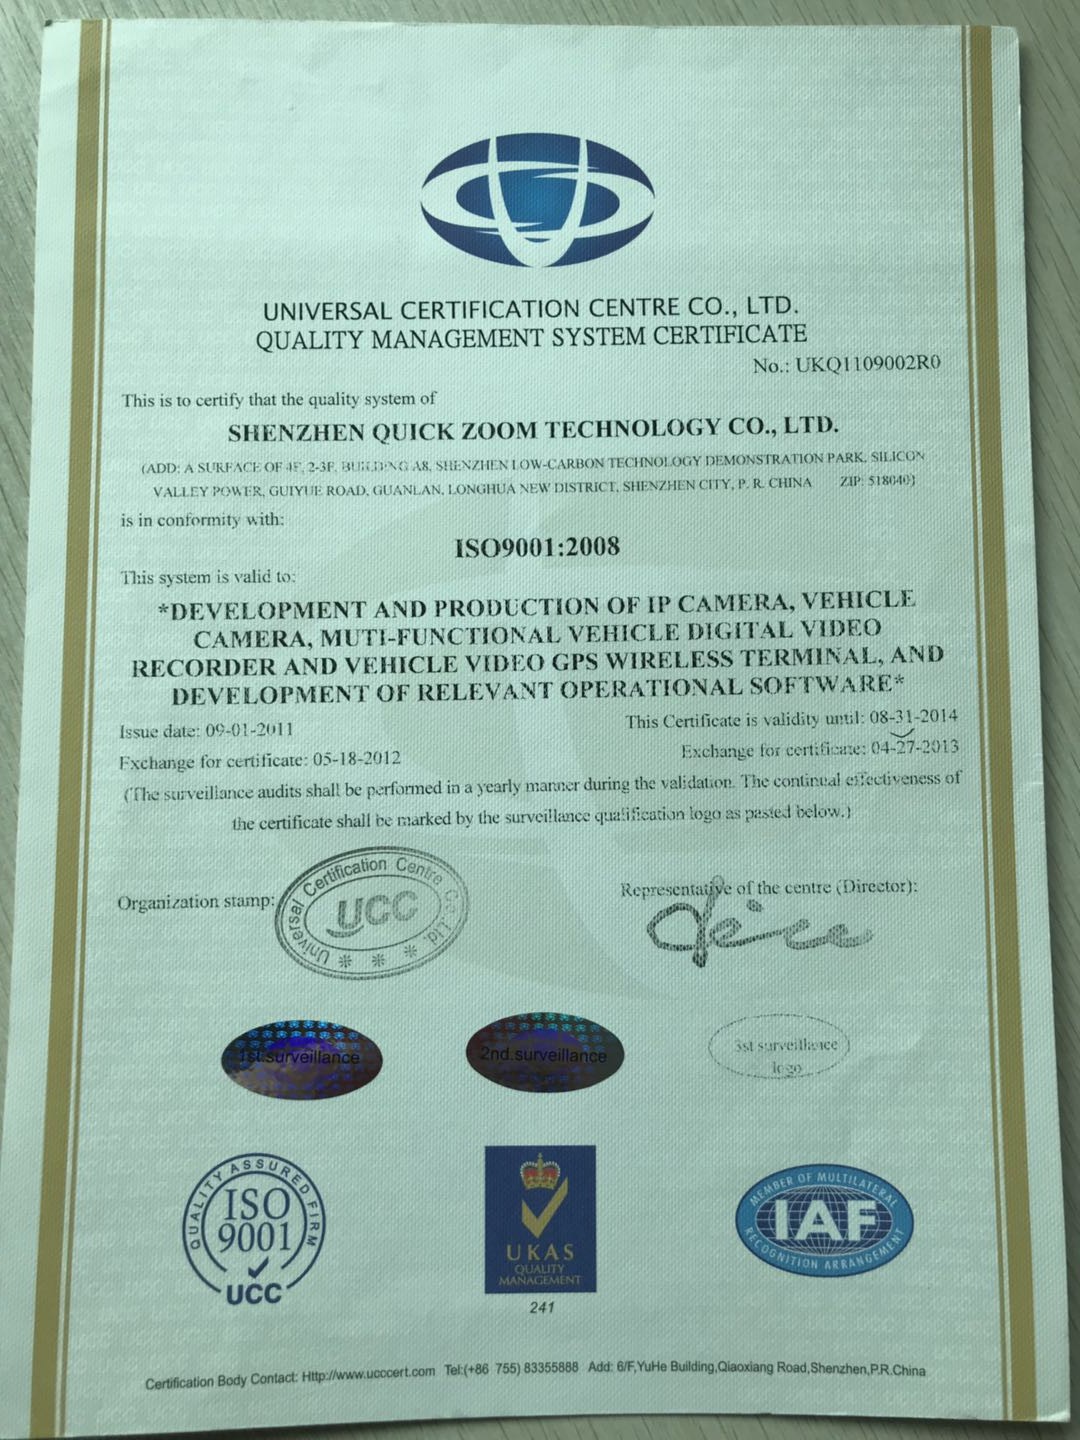 UNIVERSAL CERTIFICATION CENTRE CO., LTD.
QUALITY MANAGEMENT SYSTEM CERTIFICATE
No.: UKQ1109002R0
This is to certify that the quality system of
SHENZHEN QUICK ZOOM TECHNOLOGY CO., LTD.
(ADD: A SURFACE OF 4F, 2-3F, BUILDING A8, SHENZHEN LOW-CARBON TECHNOLOGY DEMONSTRATION PARK, SILICON
VALLEY POWER, GUIYUE ROAD, GUANLAN, LONGHUA NEW DISTRICT, SHENZHEN CITY, P. R. CHINA ZIP: 518040)
is in conformity with:
ISO9001:2008
This system is valid to:
*DEVELOPMENT AND PRODUCTION OF IP CAMERA, VEHICLE
CAMERA, MUTI-FUNCTIONAL VEHICLE DIGITAL VIDEO
RECORDER AND VEHICLE VIDEO GPS WIRELESS TERMINAL, AND
DEVELOPMENT OF RELEVANT OPERATIONAL SOFTWARE*
Issue date: 09-01-2011
This Certificate is validity until: 08-31-2014
Exchange for certificate: 05-18-2012
Exchange for certificate: 04-27-2013
(The surveillance audits shall be performed in a yearly manner during the validation. The continual effectiveness of
the certificate shall be marked by the surveillance qualification logo as pasted below.)
Organization stamp:
Universal Certification Centre Co., Ltd.
UCC
* * *
Representative of the centre (Director):
1st surveillance
2nd surveillance
3st surveillance
logo
QUALITY ASSURED FIRM
ISO
9001
UCC
UKAS
QUALITY
MANAGEMENT
241
MEMBER OF MULTILATERAL
IAF
RECOGNITION ARRANGEMENT
Certification Body Contact: Http://www.ucccert.com Tel:(+86 755) 83355888 Add: 6/F,YuHe Building,Qiaoxiang Road,Shenzhen,P.R.China